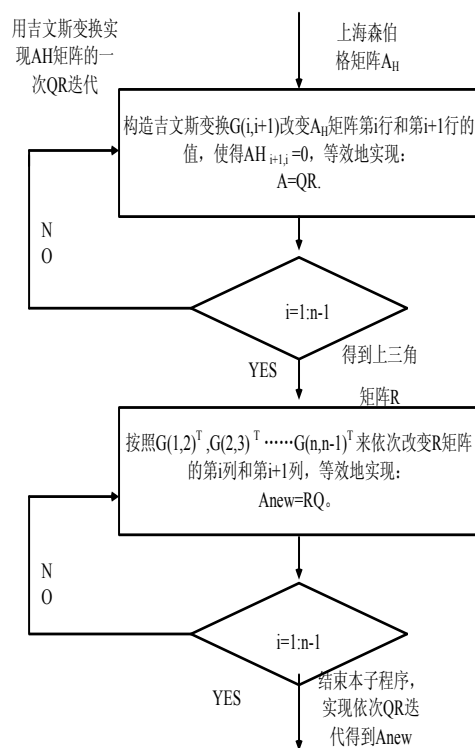 用吉文斯变换实
现AH矩阵的一
次QR迭代
上海森伯
格矩阵A_H
构造吉文斯变换G(i,i+1)改变A_H矩阵第i行和第i+1行的
值，使得AH_{i+1,i}=0，等效地实现：
A=QR.
N
O
i=1:n-1
YES
得到上三角
矩阵R
按照G(1,2)^T,G(2,3)^T……G(n,n-1)^T来依次改变R矩阵
的第i列和第i+1列，等效地实现：
Anew=RQ。
N
O
i=1:n-1
YES
结束本子程序，
实现依次QR迭
代得到Anew